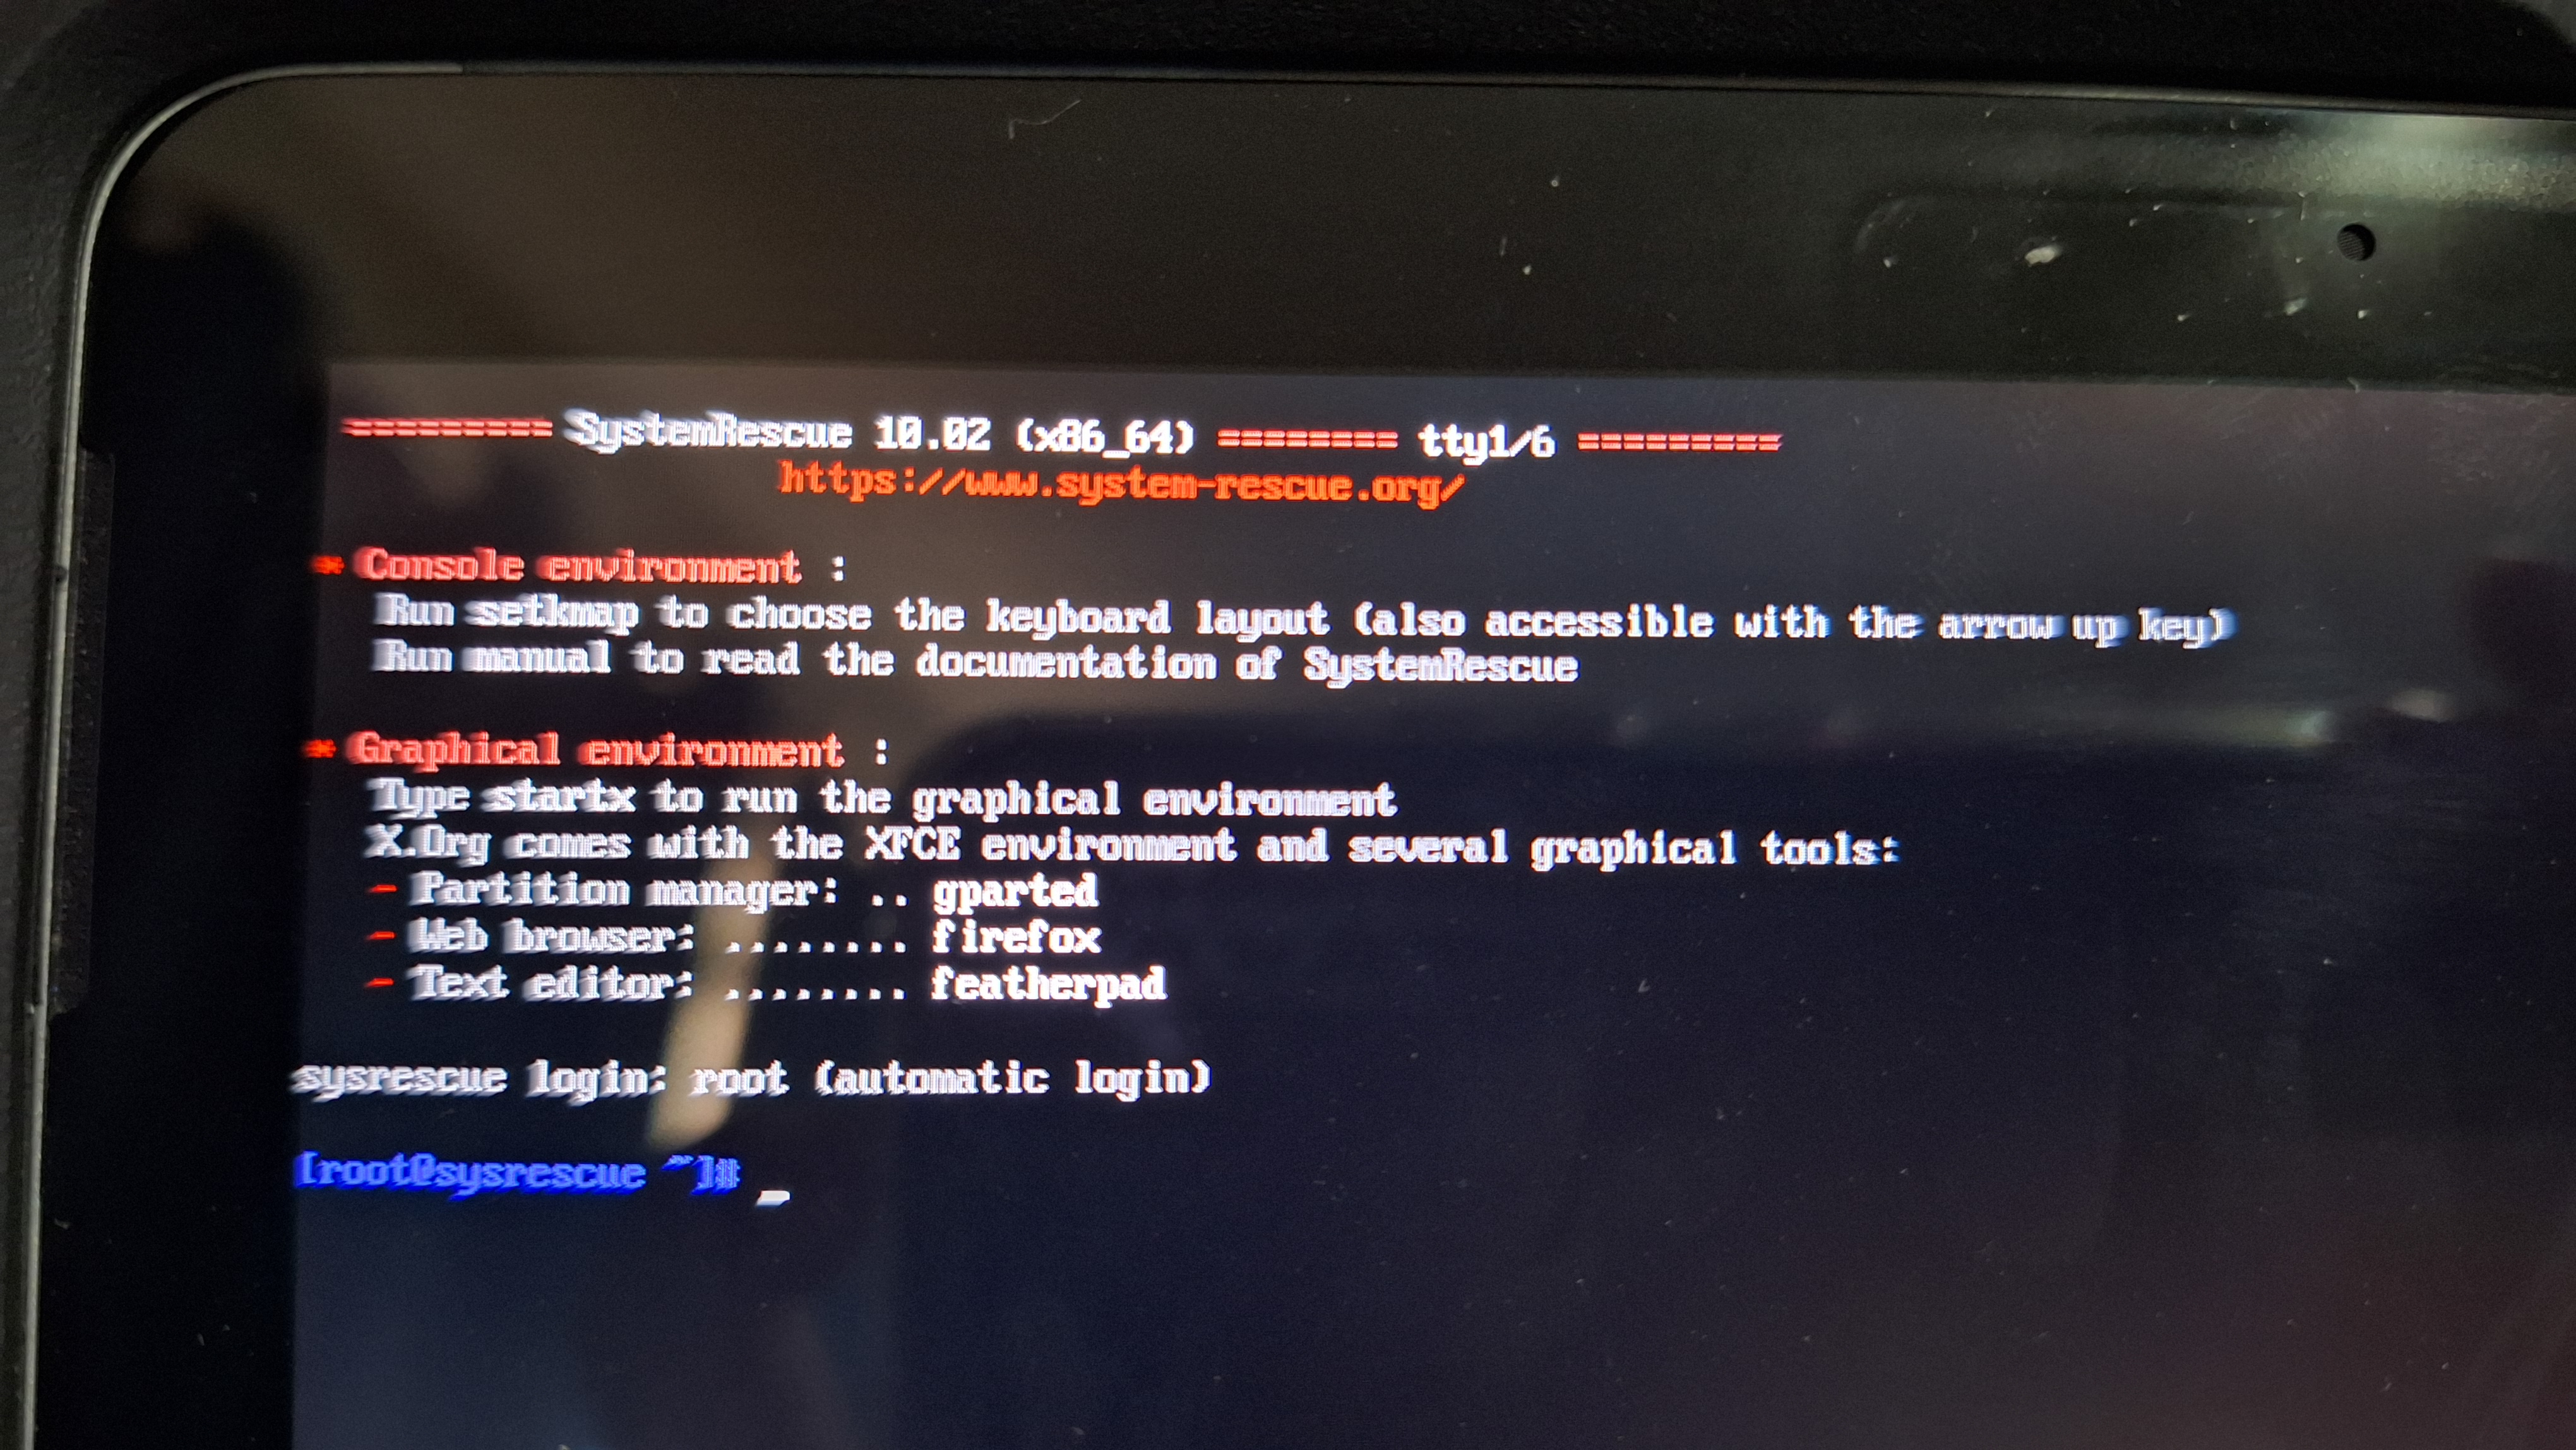 ========= SystemRescue 10.02 (x86_64) ======== tty1/6 =========
https://www.system-rescue.org/
* Console environment :
Run setkmap to choose the keyboard layout (also accessible with the arrow up key)
Run manual to read the documentation of SystemRescue
* Graphical environment :
Type startx to run the graphical environment
X.Org comes with the XFCE environment and several graphical tools:
- Partition manager: .. gparted
- Web browser: ........ firefox
- Text editor: ........ featherpad
sysrescue login: root (automatic login)
[root@sysrescue ~]# _